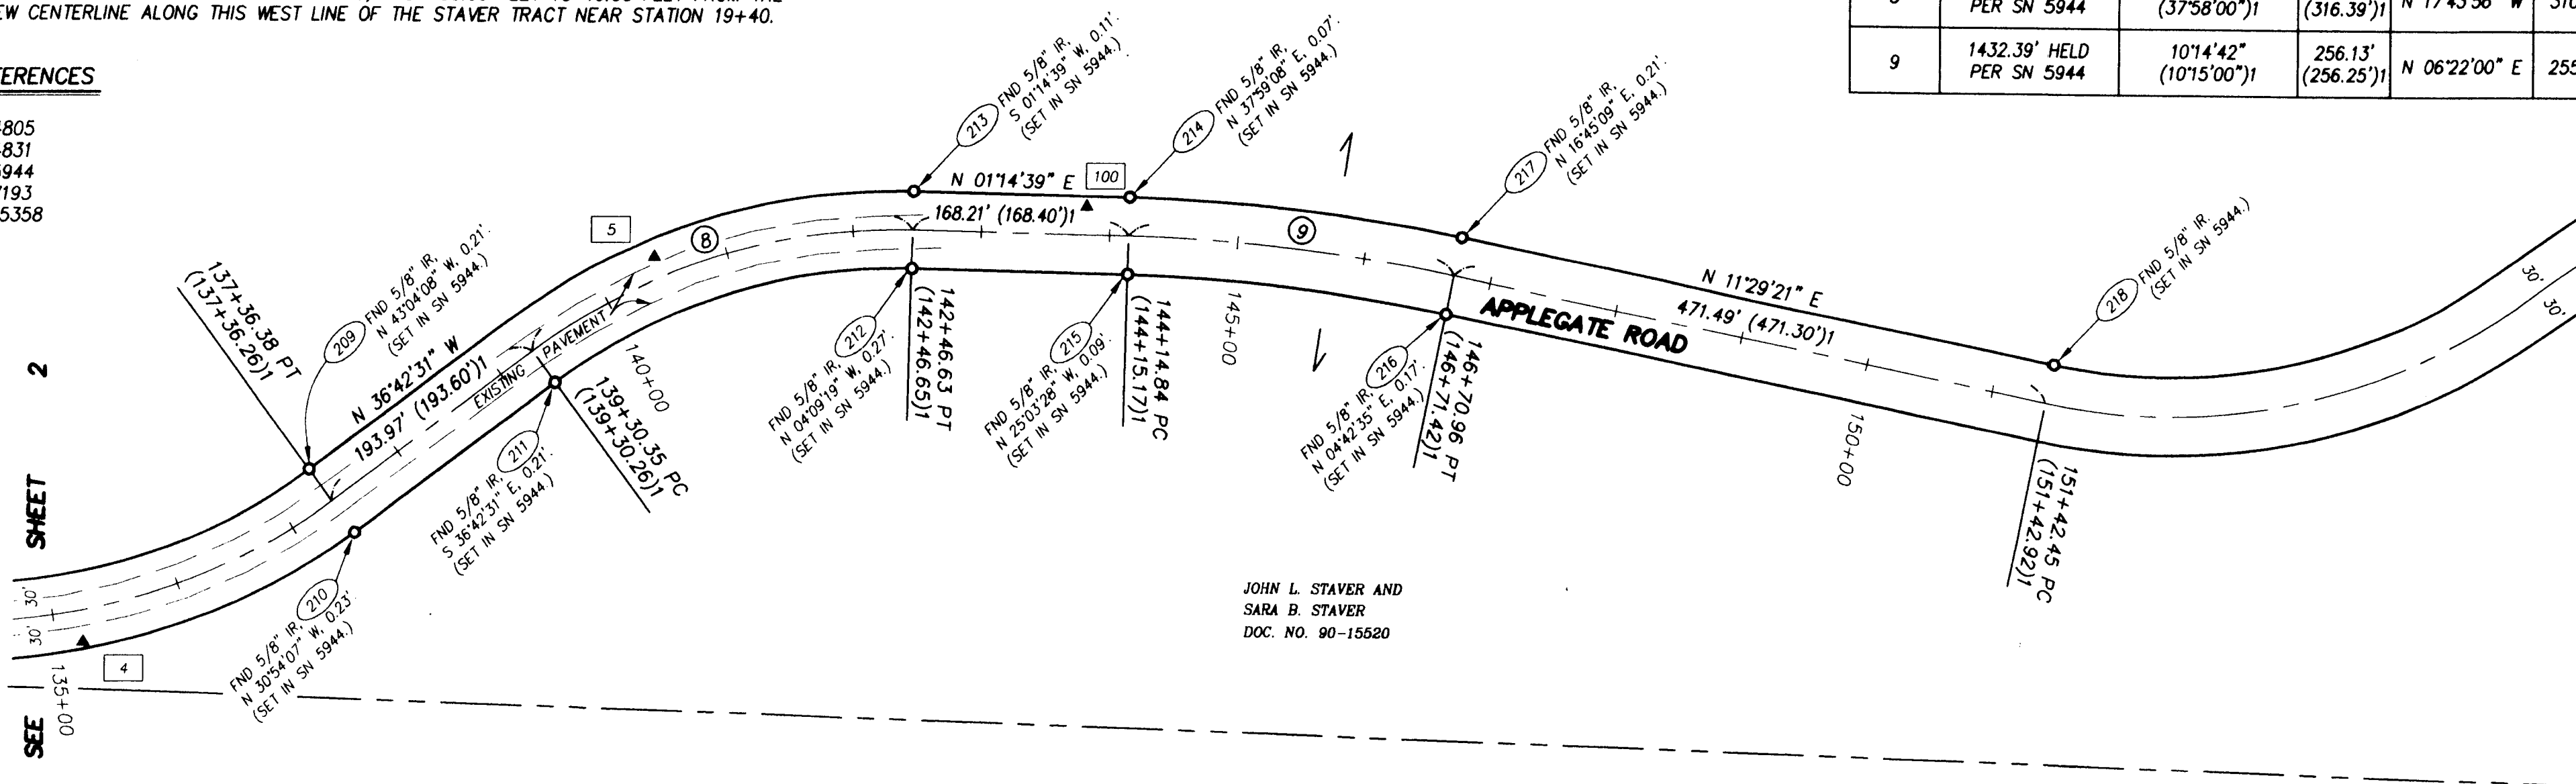 EW CENTERLINE ALONG THIS WEST LINE OF THE STAVER TRACT NEAR STATION 19+40.
PER SN 5944
(37°58'00")1
(316.39')1
N 17°43'56" W
9
1432.39' HELD
PER SN 5944
10°14'42"
(10°15'00")1
256.13'
(256.25')1
N 06°22'00" E
255
ERENCES
4805
4831
5944
7193
5358
SEE SHEET 2
137+36.38 PT
(137+36.26)1
209
FND 5/8" IR,
N 43°04'08" W, 0.21'.
(SET IN SN 5944.)
N 36°42'31" W
193.97' (193.60')1
EXISTING PAVEMENT
5
8
213
FND 5/8" IR,
S 01°14'39" W, 0.11'.
(SET IN SN 5944.)
N 01°14'39" E
100
168.21' (168.40')1
214
FND 5/8" IR,
N 37°59'08" E, 0.07'.
(SET IN SN 5944.)
9
217
FND 5/8" IR,
N 16°45'09" E, 0.21'.
(SET IN SN 5944.)
N 11°29'21" E
471.49' (471.30')1
APPLEGATE ROAD
218
FND 5/8" IR.
(SET IN SN 5944.)
30'
30'
30'
30'
4
135+00
210
FND 5/8" IR,
N 30°54'07" W, 0.23'.
(SET IN SN 5944.)
211
FND 5/8" IR,
S 36°42'31" E, 0.21'.
(SET IN SN 5944.)
139+30.35 PC
(139+30.26)1
140+00
212
FND 5/8" IR,
N 04°09'19" W, 0.27'.
(SET IN SN 5944.)
142+46.63 PT
(142+46.65)1
215
FND 5/8" IR,
N 25°03'28" W, 0.09'.
(SET IN SN 5944.)
144+14.84 PC
(144+15.17)1
145+00
216
FND 5/8" IR,
N 04°42'35" E, 0.17'.
(SET IN SN 5944.)
146+70.96 PT
(146+71.42)1
150+00
151+42.45 PC
(151+42.92)1
JOHN L. STAVER AND
SARA B. STAVER
DOC. NO. 90-15520